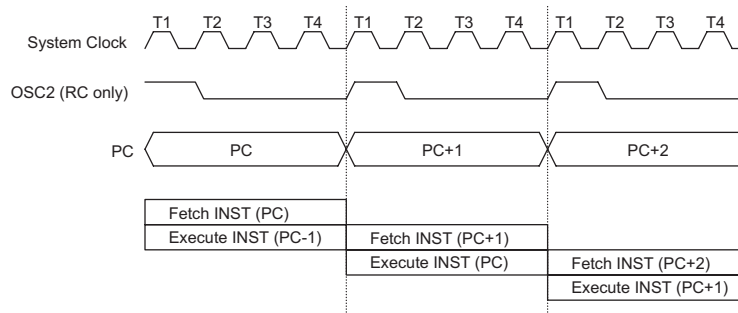 T1 T2 T3 T4 T1 T2 T3 T4 T1 T2 T3 T4
System Clock
OSC2 (RC only)
PC PC PC+1 PC+2
Fetch INST (PC)
Execute INST (PC-1) Fetch INST (PC+1)
Execute INST (PC) Fetch INST (PC+2)
Execute INST (PC+1)